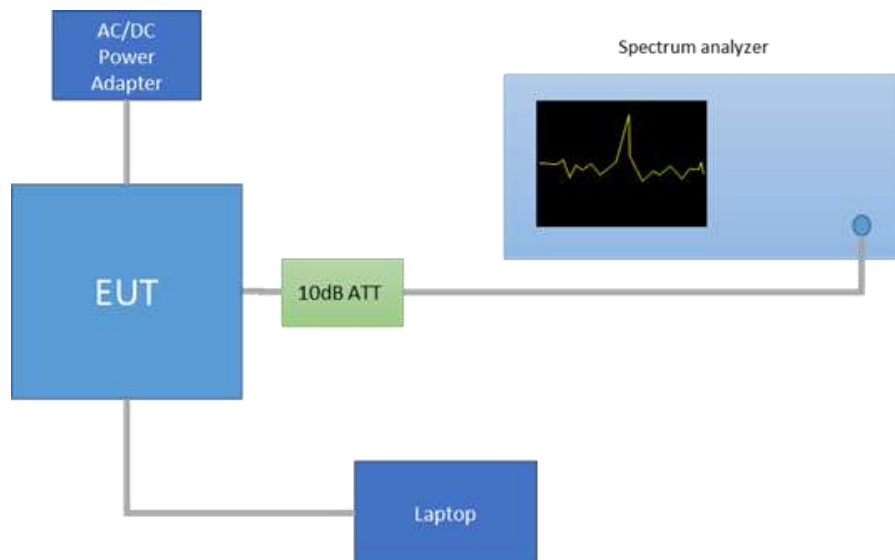 AC/DC
Power
Adapter
Spectrum analyzer
EUT
10dB ATT
Laptop